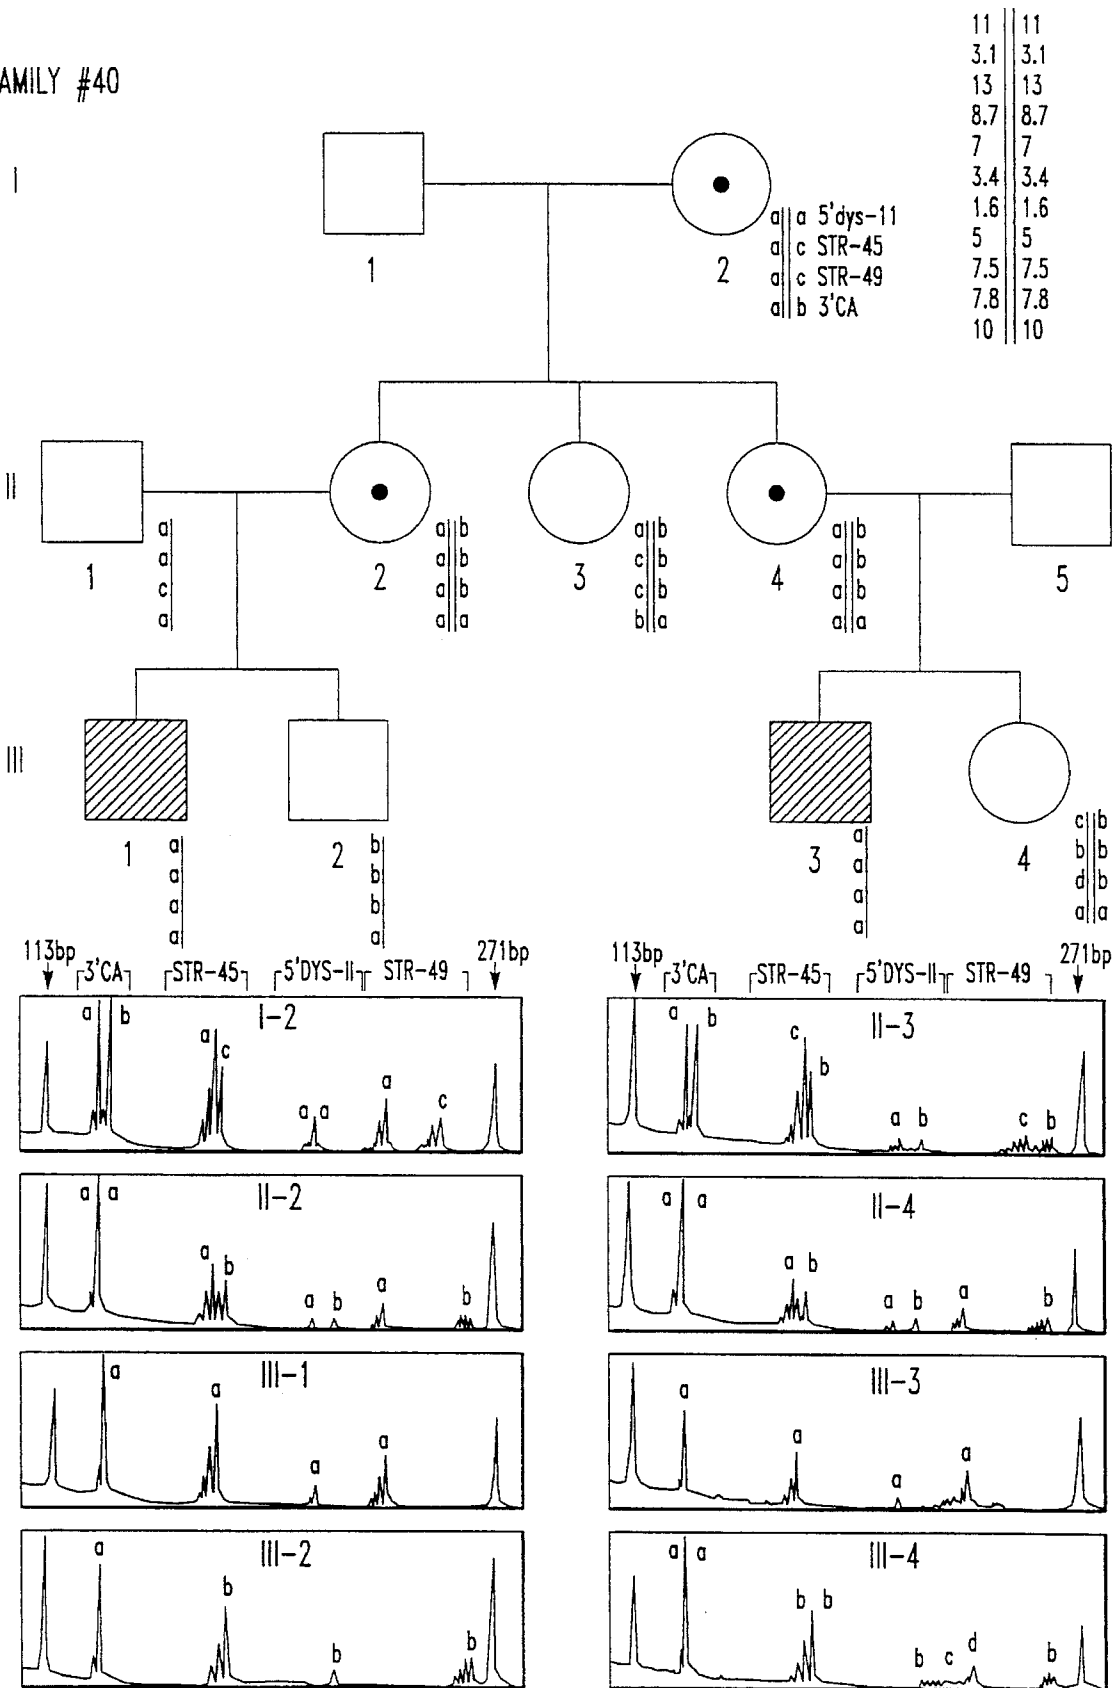 AMILY #40
11 11
3.1 3.1
13 13
8.7 8.7
7 7
3.4 3.4
1.6 1.6
5 5
7.5 7.5
7.8 7.8
10 10
I
1
2
a a 5'dys-11
a c STR-45
a c STR-49
a b 3'CA
II
1
a
a
c
a
2
a b
a b
a b
a a
3
a b
c b
c b
b a
4
a b
a b
a b
a a
5
III
1
a
a
a
a
2
b
b
b
a
3
a
a
a
a
4
c b
b b
d b
a a
113bp 3'CA STR-45 5'DYS-II STR-49 271bp
I-2
a b a c a a a c
II-2
a a a b a b a b
III-1
a a a a
III-2
a b b b
113bp 3'CA STR-45 5'DYS-II STR-49 271bp
II-3
a b c b a b c b
II-4
a a a b a b a b
III-3
a a a a
III-4
a a b b b c d b